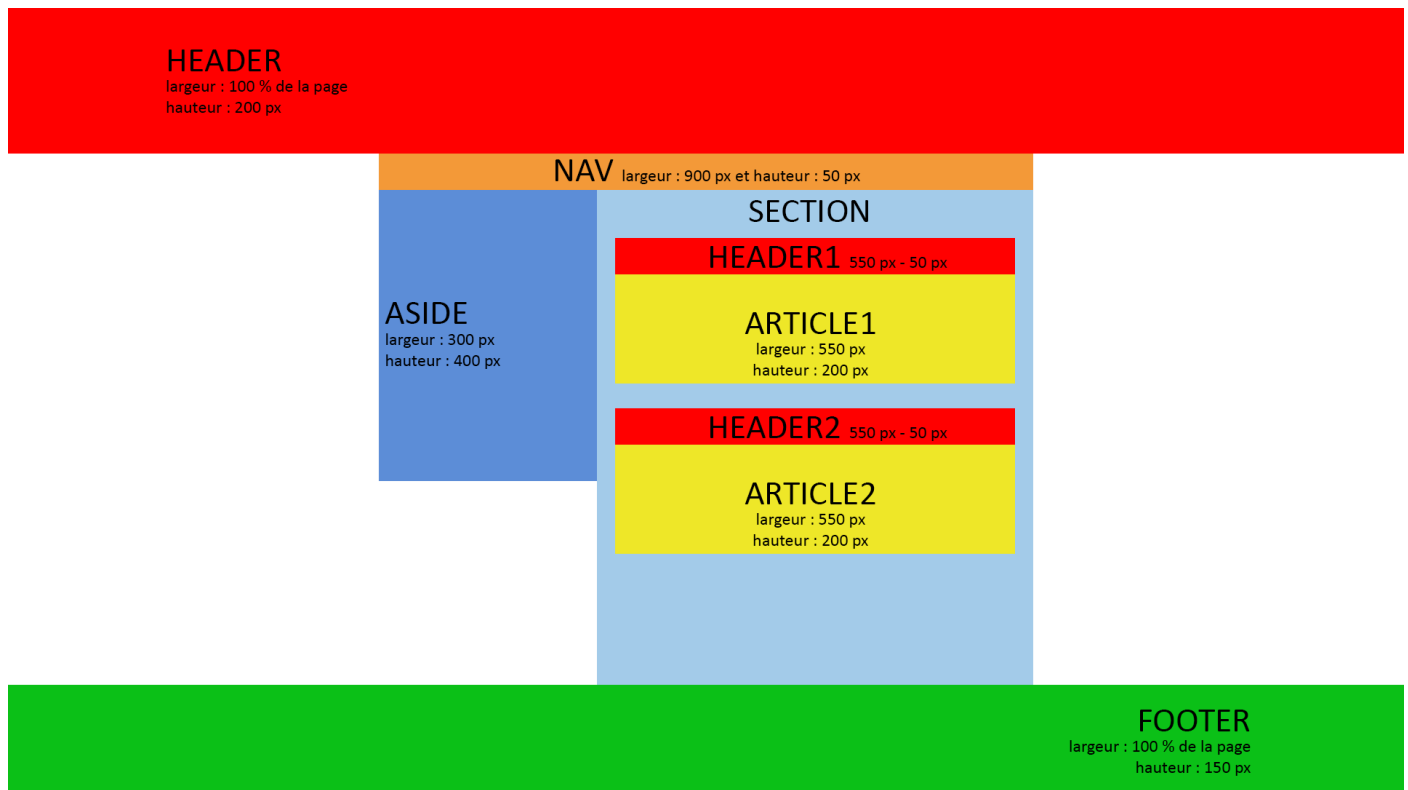 HEADER
largeur : 100 % de la page
hauteur : 200 px
NAV largeur : 900 px et hauteur : 50 px
SECTION
HEADER1 550 px - 50 px
ASIDE
largeur : 300 px
hauteur : 400 px
ARTICLE1
largeur : 550 px
hauteur : 200 px
HEADER2 550 px - 50 px
ARTICLE2
largeur : 550 px
hauteur : 200 px
FOOTER
largeur : 100 % de la page
hauteur : 150 px